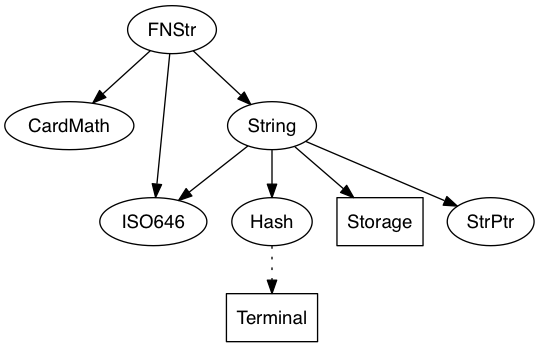 FNStr
CardMath
String
ISO646
Hash
Storage
StrPtr
Terminal